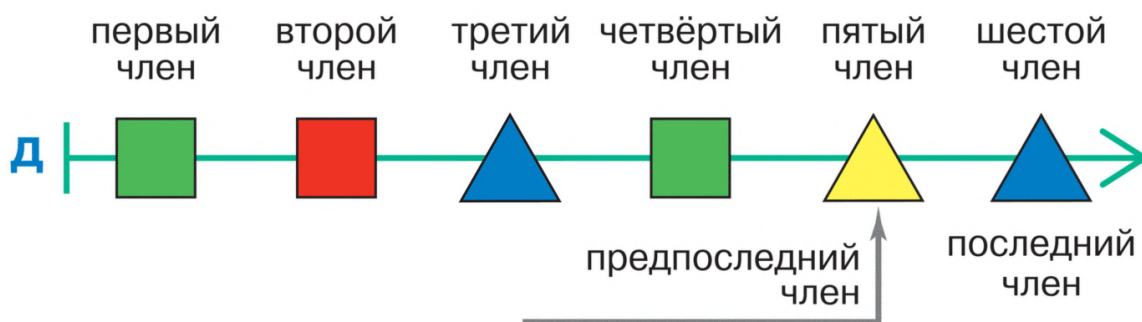 первый второй третий четвёртый пятый шестой
член член член член член член
Д
предпоследний последний
член член